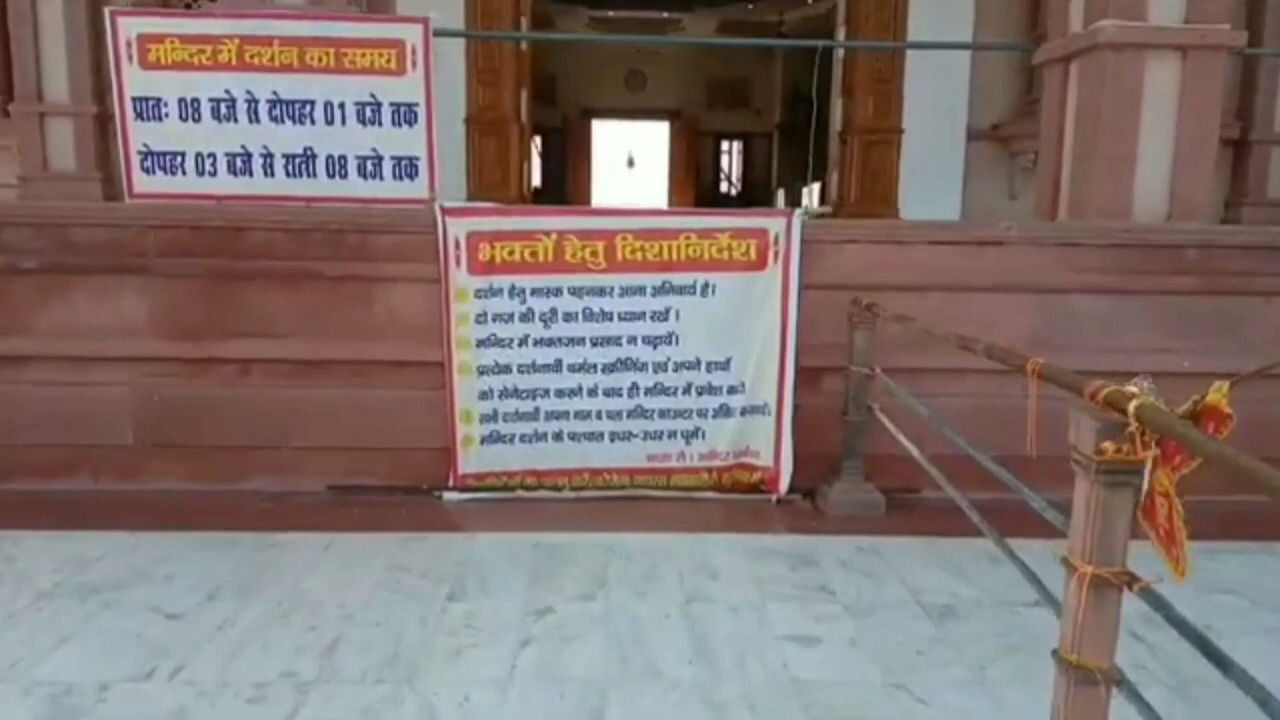 मन्दिर में दर्शन का समय
प्रातः 08 बजे से दोपहर 01 बजे तक
दोपहर 03 बजे से रात्री 08 बजे तक
भक्तों हेतु दिशानिर्देश
दर्शन हेतु मास्क पहनकर आना अनिवार्य है।
दो गज की दूरी का विशेष ध्यान रखें।
मन्दिर में भक्तजन प्रसाद न चढ़ायें।
प्रत्येक दर्शनार्थी थर्मल स्क्रीनिंग एवं अपने हाथों
को सेनेटाइज करने के बाद ही मन्दिर में प्रवेश करें
सभी दर्शनार्थी अपना नाम व पता मन्दिर काउन्टर पर अंकित करायें।
मन्दिर दर्शन के पश्चात इधर-उधर न घूमें।